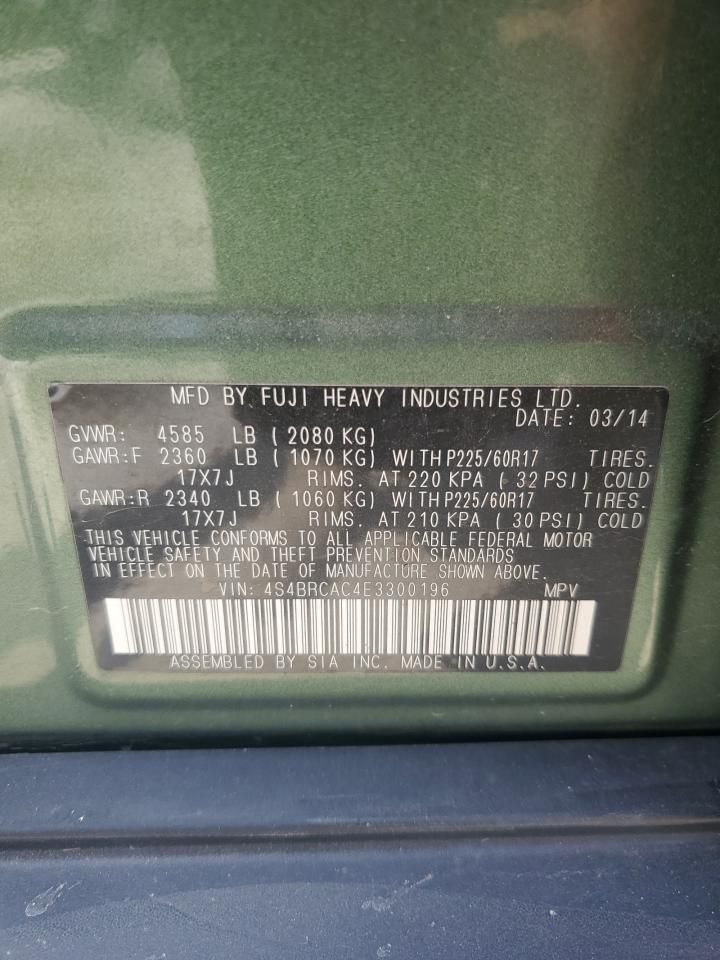 MFD BY FUJI HEAVY INDUSTRIES LTD.
DATE: 03/14
GVWR: 4585 LB ( 2080 KG)
GAWR:F 2360 LB ( 1070 KG) WITH P225/60R17 TIRES.
17X7J RIMS. AT 220 KPA ( 32 PSI) COLD
GAWR:R 2340 LB ( 1060 KG) WITH P225/60R17 TIRES.
17X7J RIMS. AT 210 KPA ( 30 PSI) COLD
THIS VEHICLE CONFORMS TO ALL APPLICABLE FEDERAL MOTOR
VEHICLE SAFETY AND THEFT PREVENTION STANDARDS
IN EFFECT ON THE DATE OF MANUFACTURE SHOWN ABOVE.
VIN: 4S4BRCAC4E3300196 MPV
ASSEMBLED BY SIA INC. MADE IN U.S.A.